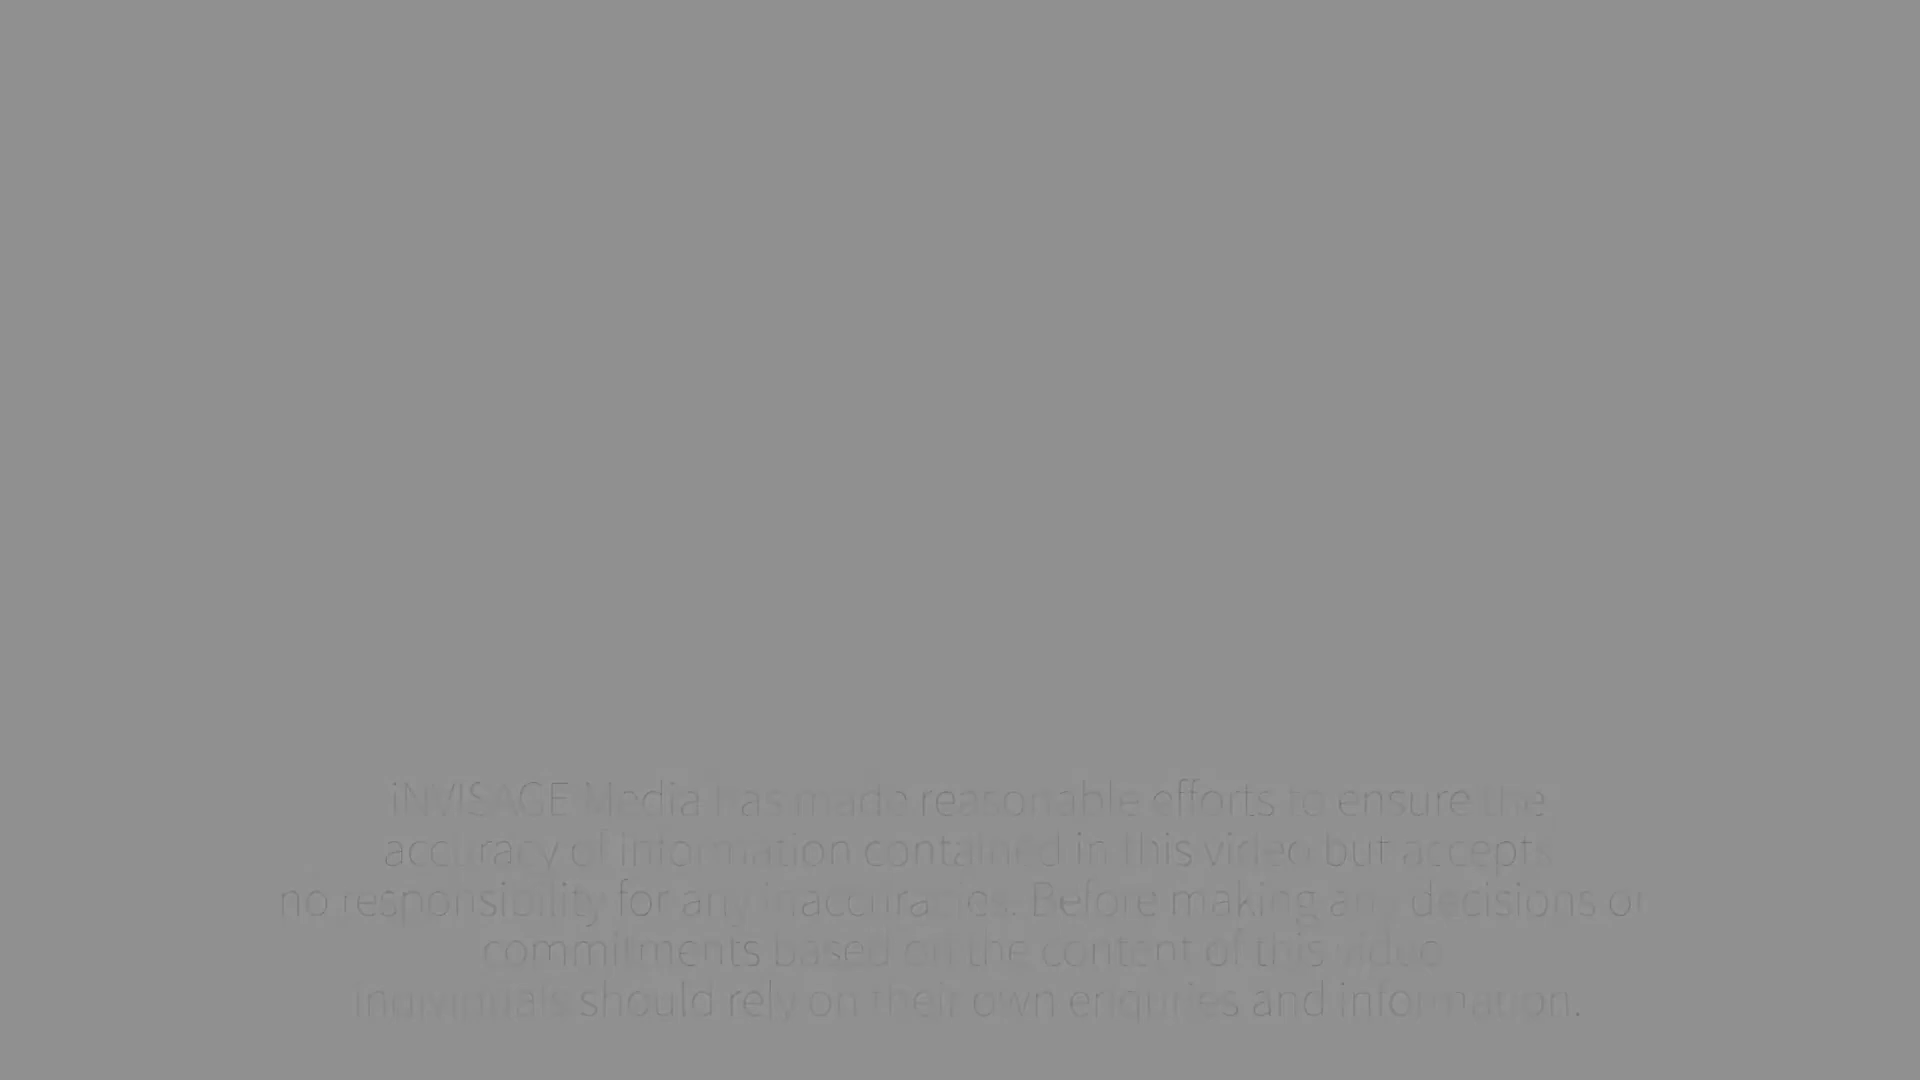 iNVISAGE Media has made reasonable efforts to ensure the
accuracy of information contained in this video but accepts
no responsibility for any inaccuracies. Before making any decisions or
commitments based on the content of this video
individuals should rely on their own enquries and information.